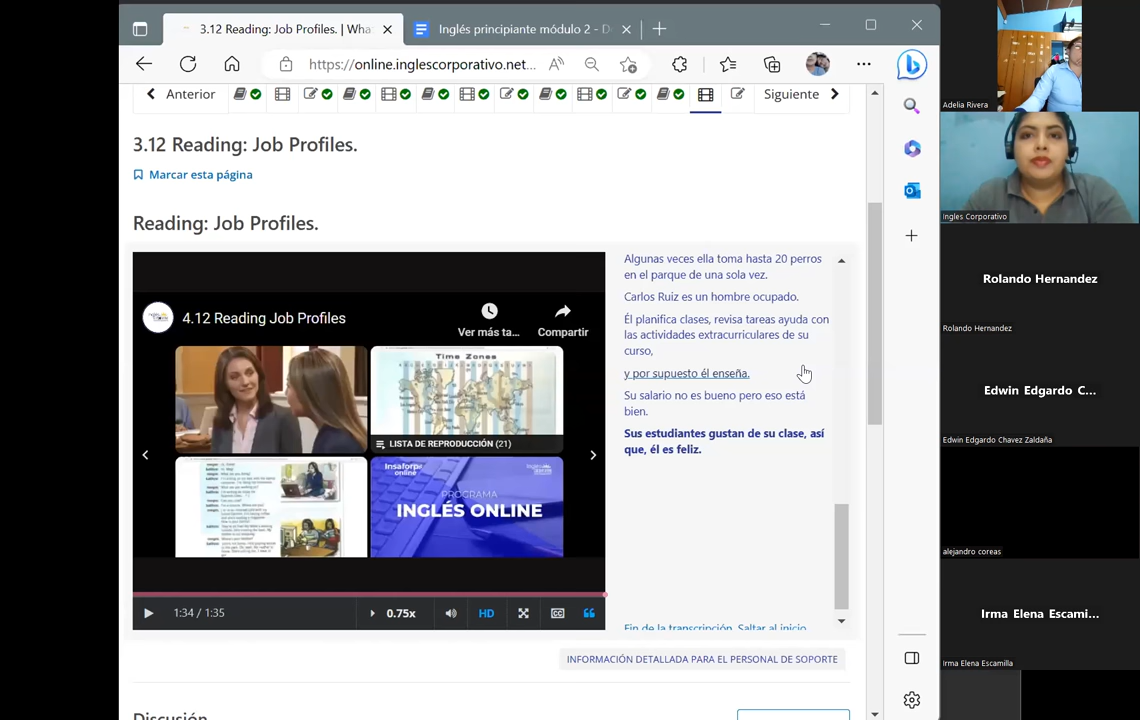 3.12 Reading: Job Profiles. | Wha
Inglés principiante módulo 2 - D
https://online.inglescorporativo.net...
Anterior
Siguiente
3.12 Reading: Job Profiles.
Marcar esta página
Reading: Job Profiles.
4.12 Reading Job Profiles
Ver más ta...
Compartir
Time Zones
LISTA DE REPRODUCCIÓN (21)
Insaforp
online
PROGRAMA
INGLÉS ONLINE
1:34 / 1:35
0.75x
HD
Algunas veces ella toma hasta 20 perros
en el parque de una sola vez.
Carlos Ruiz es un hombre ocupado.
Él planifica clases, revisa tareas ayuda con
las actividades extracurriculares de su
curso,
y por supuesto él enseña.
Su salario no es bueno pero eso está
bien.
Sus estudiantes gustan de su clase, así
que, él es feliz.
Fin de la transcripción. Saltar al inicio.
INFORMACIÓN DETALLADA PARA EL PERSONAL DE SOPORTE
Discusión
Adelia Rivera
Ingles Corporativo
Rolando Hernandez
Rolando Hernandez
Edwin Edgardo C...
Edwin Edgardo Chavez Zaldaña
alejandro coreas
Irma Elena Escami...
Irma Elena Escamilla